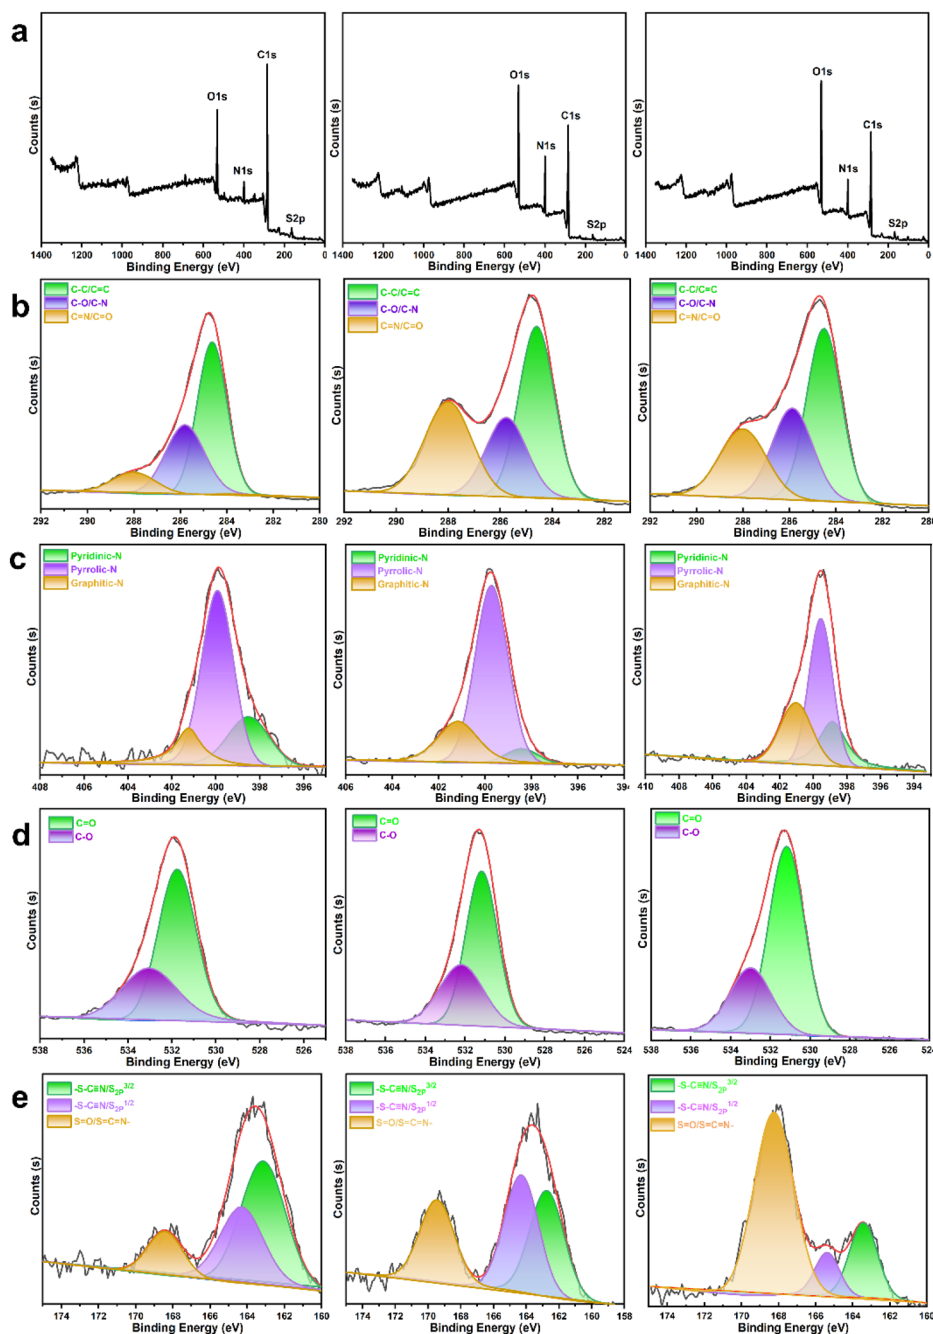 a
Counts (s)
O1s
C1s
N1s
S2p
1400 1200 1000 800 600 400 200 0
Binding Energy (eV)
Counts (s)
O1s
C1s
N1s
S2p
1400 1200 1000 800 600 400 200 0
Binding Energy (eV)
Counts (s)
O1s
C1s
N1s
S2p
1400 1200 1000 800 600 400 200 0
Binding Energy (eV)
b
Counts (s)
C-C/C=C
C-O/C-N
C=N/C=O
292 290 288 286 284 282 280
Binding Energy (eV)
Counts (s)
C-C/C=C
C-O/C-N
C=N/C=O
292 290 288 286 284 282
Binding Energy (eV)
Counts (s)
C-C/C=C
C-O/C-N
C=N/C=O
292 290 288 286 284 282 280
Binding Energy (eV)
c
Counts (s)
Pyridinic-N
Pyrrolic-N
Graphitic-N
408 406 404 402 400 398 396
Binding Energy (eV)
Counts (s)
Pyridinic-N
Pyrrolic-N
Graphitic-N
406 404 402 400 398 396 394
Binding Energy (eV)
Counts (s)
Pyridinic-N
Pyrrolic-N
Graphitic-N
410 408 406 404 402 400 398 396 394
Binding Energy (eV)
d
Counts (s)
C=O
C-O
538 536 534 532 530 528 526
Binding Energy (eV)
Counts (s)
C=O
C-O
538 536 534 532 530 528 526 524
Binding Energy (eV)
Counts (s)
C=O
C-O
538 536 534 532 530 528 526 524
Binding Energy (eV)
e
Counts (s)
-S-C≡N/S2P3/2
-S-C≡N/S2P1/2
S=O/S=C=N-
174 172 170 168 166 164 162 160
Binding Energy (eV)
Counts (s)
-S-C≡N/S2P3/2
-S-C≡N/S2P1/2
S=O/S=C=N-
174 172 170 168 166 164 162 160 158
Binding Energy (eV)
Counts (s)
-S-C≡N/S2P3/2
-S-C≡N/S2P1/2
S=O/S=C=N-
174 172 170 168 166 164 162 160
Binding Energy (eV)